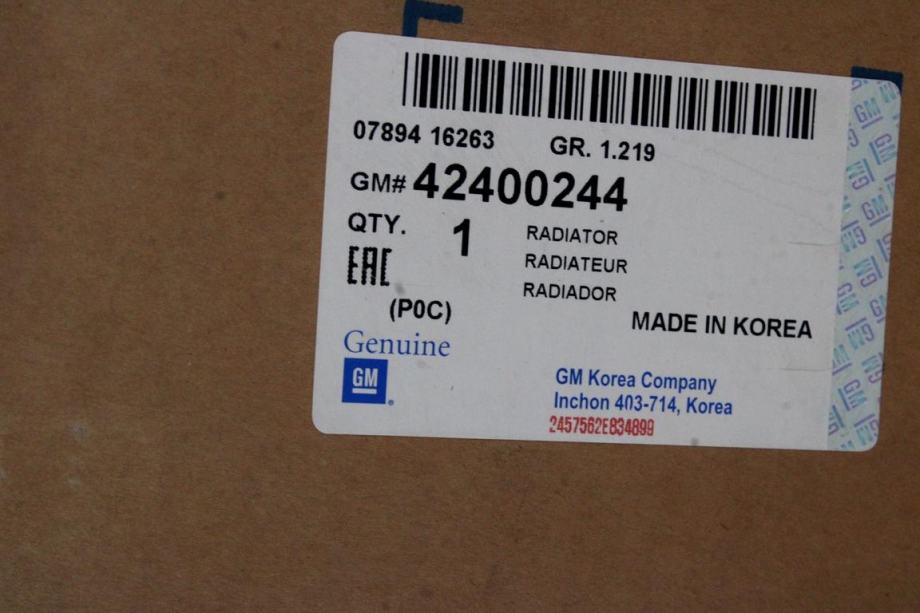 07894 16263 GR. 1.219
GM# 42400244
QTY. 1 RADIATOR
RADIATEUR
EAC RADIADOR
(P0C) MADE IN KOREA
Genuine
GM
GM Korea Company
Inchon 403-714, Korea
2457562E834899